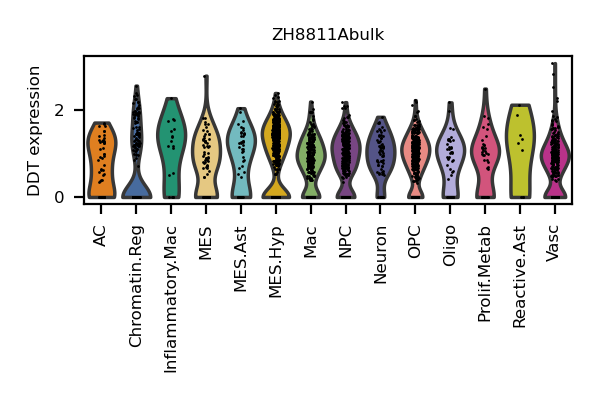 ZH8811Abulk
DDT expression
2
0
AC
Chromatin.Reg
Inflammatory.Mac
MES
MES.Ast
MES.Hyp
Mac
NPC
Neuron
OPC
Oligo
Prolif.Metab
Reactive.Ast
Vasc